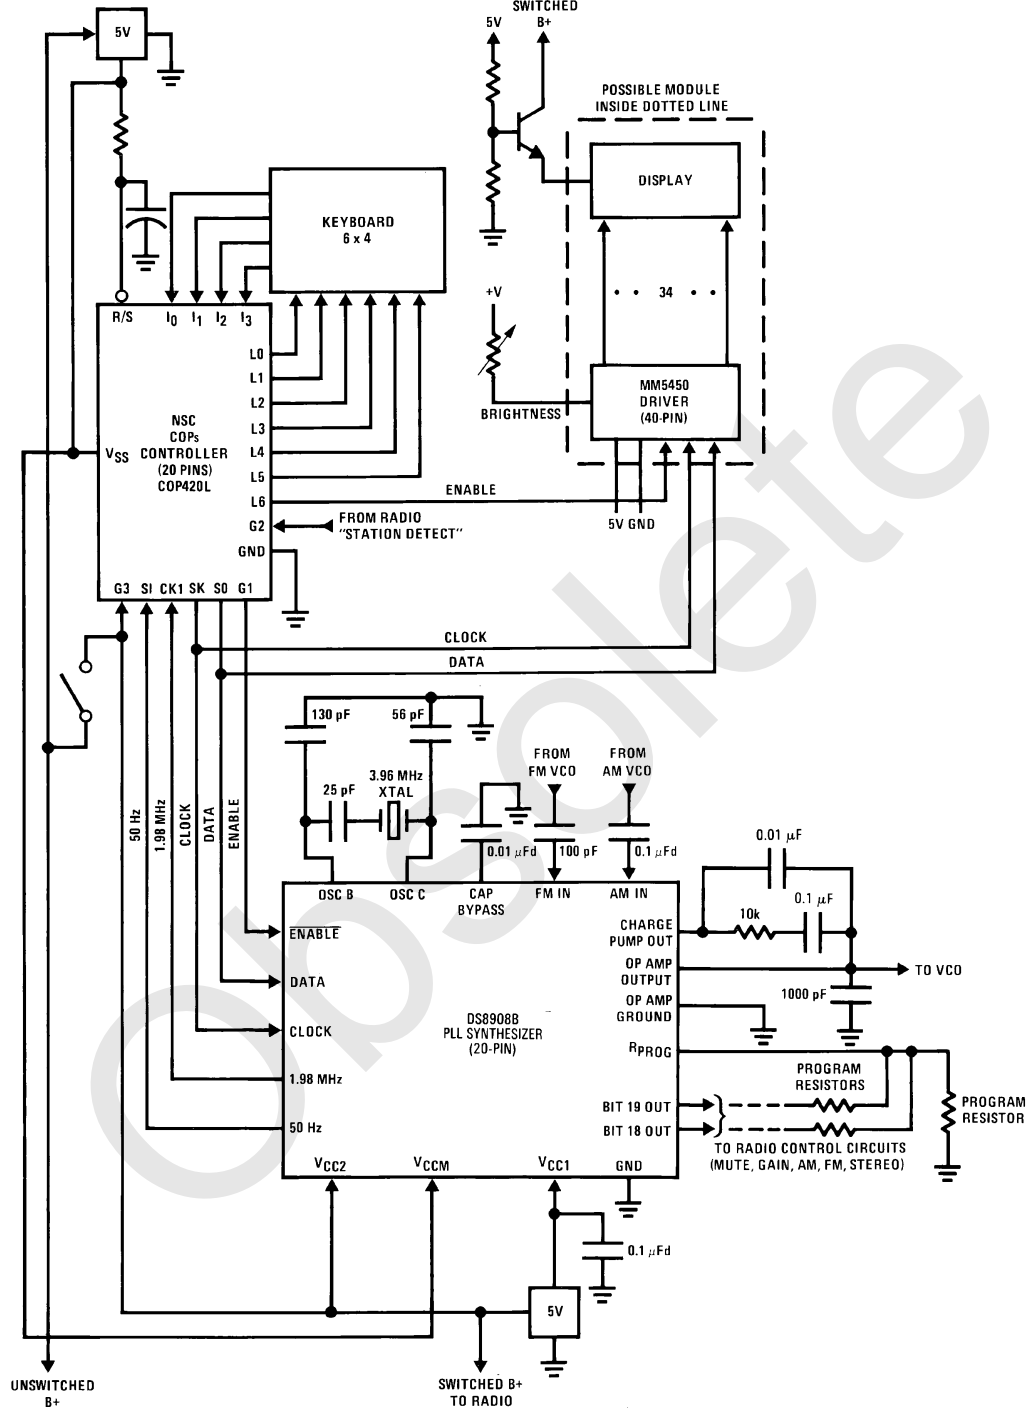 SWITCHED
B+
5V
5V
POSSIBLE MODULE
INSIDE DOTTED LINE
DISPLAY
KEYBOARD
6 x 4
+V
34
R/S
I0
I1
I2
I3
L0
L1
L2
L3
L4
L5
L6
G2
GND
VSS
NSC
COPs
CONTROLLER
(20 PINS)
COP420L
MM5450
DRIVER
(40-PIN)
BRIGHTNESS
ENABLE
5V GND
FROM RADIO
"STATION DETECT"
G3
SI
CK1
SK
S0
G1
CLOCK
DATA
130 pF
56 pF
3.96 MHz
XTAL
25 pF
FROM
FM VCO
FROM
AM VCO
50 Hz
1.98 MHz
CLOCK
DATA
ENABLE
0.01 μFd
100 pF
0.1 μFd
0.01 μF
0.1 μF
10k
OSC B
OSC C
CAP
BYPASS
FM IN
AM IN
CHARGE
PUMP OUT
OP AMP
OUTPUT
OP AMP
GROUND
RPROG
TO VCO
1000 pF
ENABLE
DATA
CLOCK
1.98 MHz
50 Hz
DS8908B
PLL SYNTHESIZER
(20-PIN)
PROGRAM
RESISTORS
PROGRAM
RESISTOR
BIT 19 OUT
BIT 18 OUT
TO RADIO CONTROL CIRCUITS
(MUTE, GAIN, AM, FM, STEREO)
VCC2
VCCM
VCC1
GND
0.1 μFd
5V
UNSWITCHED
B+
SWITCHED B+
TO RADIO
Obsolete